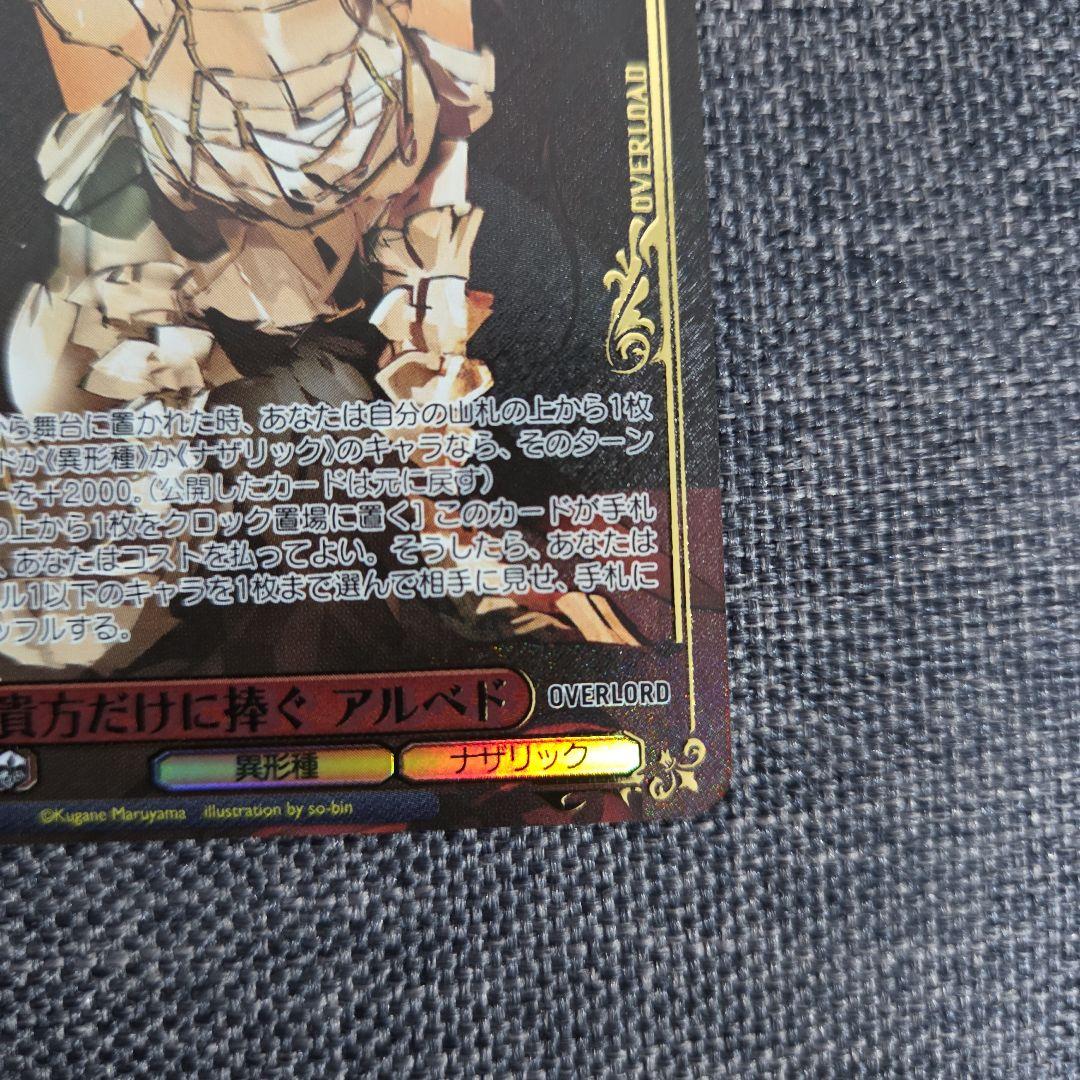 OVERLOAD
から舞台に置かれた時、あなたは自分の山札の上から1枚
ドが《異形種》か《ナザリック》のキャラなら、そのターン
ーを+2000。(公開したカードは元に戻す)
の上から1枚をクロック置場に置く] このカードが手札
、あなたはコストを払ってよい。そうしたら、あなたは
ル1以下のキャラを1枚まで選んで相手に見せ、手札に
ッフルする。
貴方だけに捧ぐ アルベド OVERLORD
異形種 ナザリック
©Kugane Maruyama illustration by so-bin